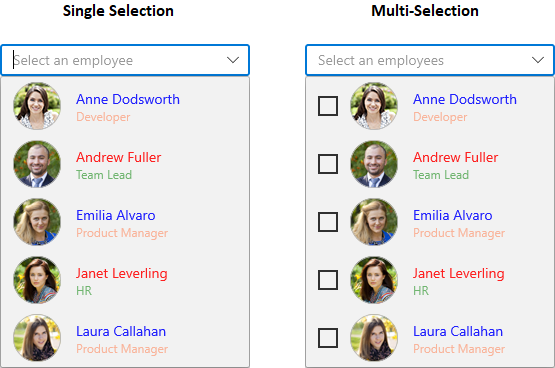 Single Selection
Select an employee
Anne Dodsworth
Developer
Andrew Fuller
Team Lead
Emilia Alvaro
Product Manager
Janet Leverling
HR
Laura Callahan
Product Manager
Multi-Selection
Select an employees
Anne Dodsworth
Developer
Andrew Fuller
Team Lead
Emilia Alvaro
Product Manager
Janet Leverling
HR
Laura Callahan
Product Manager